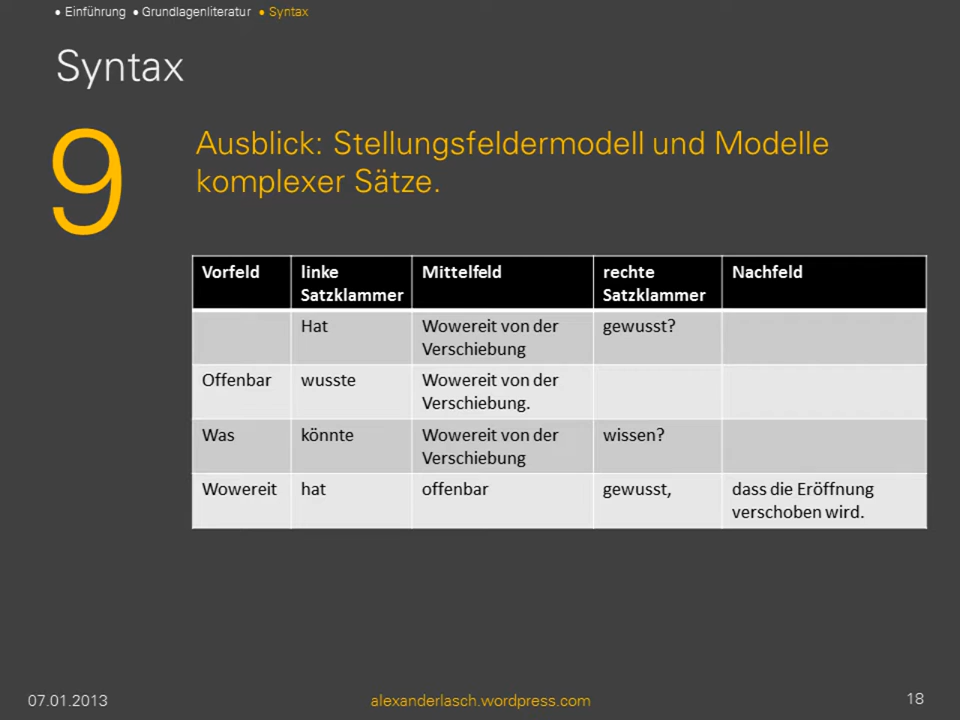 • Einführung • Grundlagenliteratur • Syntax
Syntax
9
Ausblick: Stellungsfeldermodell und Modelle
komplexer Sätze.
Vorfeld linke Satzklammer Mittelfeld rechte Satzklammer Nachfeld
Hat Wowereit von der Verschiebung gewusst?
Offenbar wusste Wowereit von der Verschiebung.
Was könnte Wowereit von der Verschiebung wissen?
Wowereit hat offenbar gewusst, dass die Eröffnung verschoben wird.
07.01.2013 alexanderlasch.wordpress.com 18